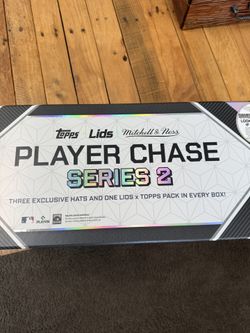 Topps Lids Mitchell & Ness
PLAYER CHASE
SERIES 2
THREE EXCLUSIVE HATS AND ONE LIDS x TOPPS PACK IN EVERY BOX!